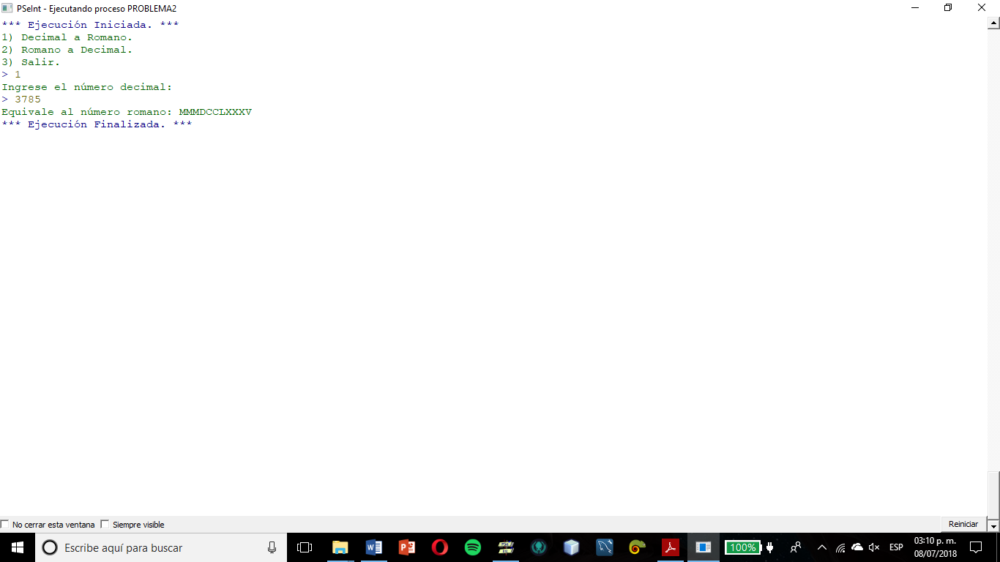 PSeInt - Ejecutando proceso PROBLEMA2
*** Ejecución Iniciada. ***
1) Decimal a Romano.
2) Romano a Decimal.
3) Salir.
> 1
Ingrese el número decimal:
> 3785
Equivale al número romano: MMMDCCLXXXV
*** Ejecución Finalizada. ***
No cerrar esta ventana
Siempre visible
Reiniciar
Escribe aquí para buscar
100%
ESP
03:10 p. m.
08/07/2018